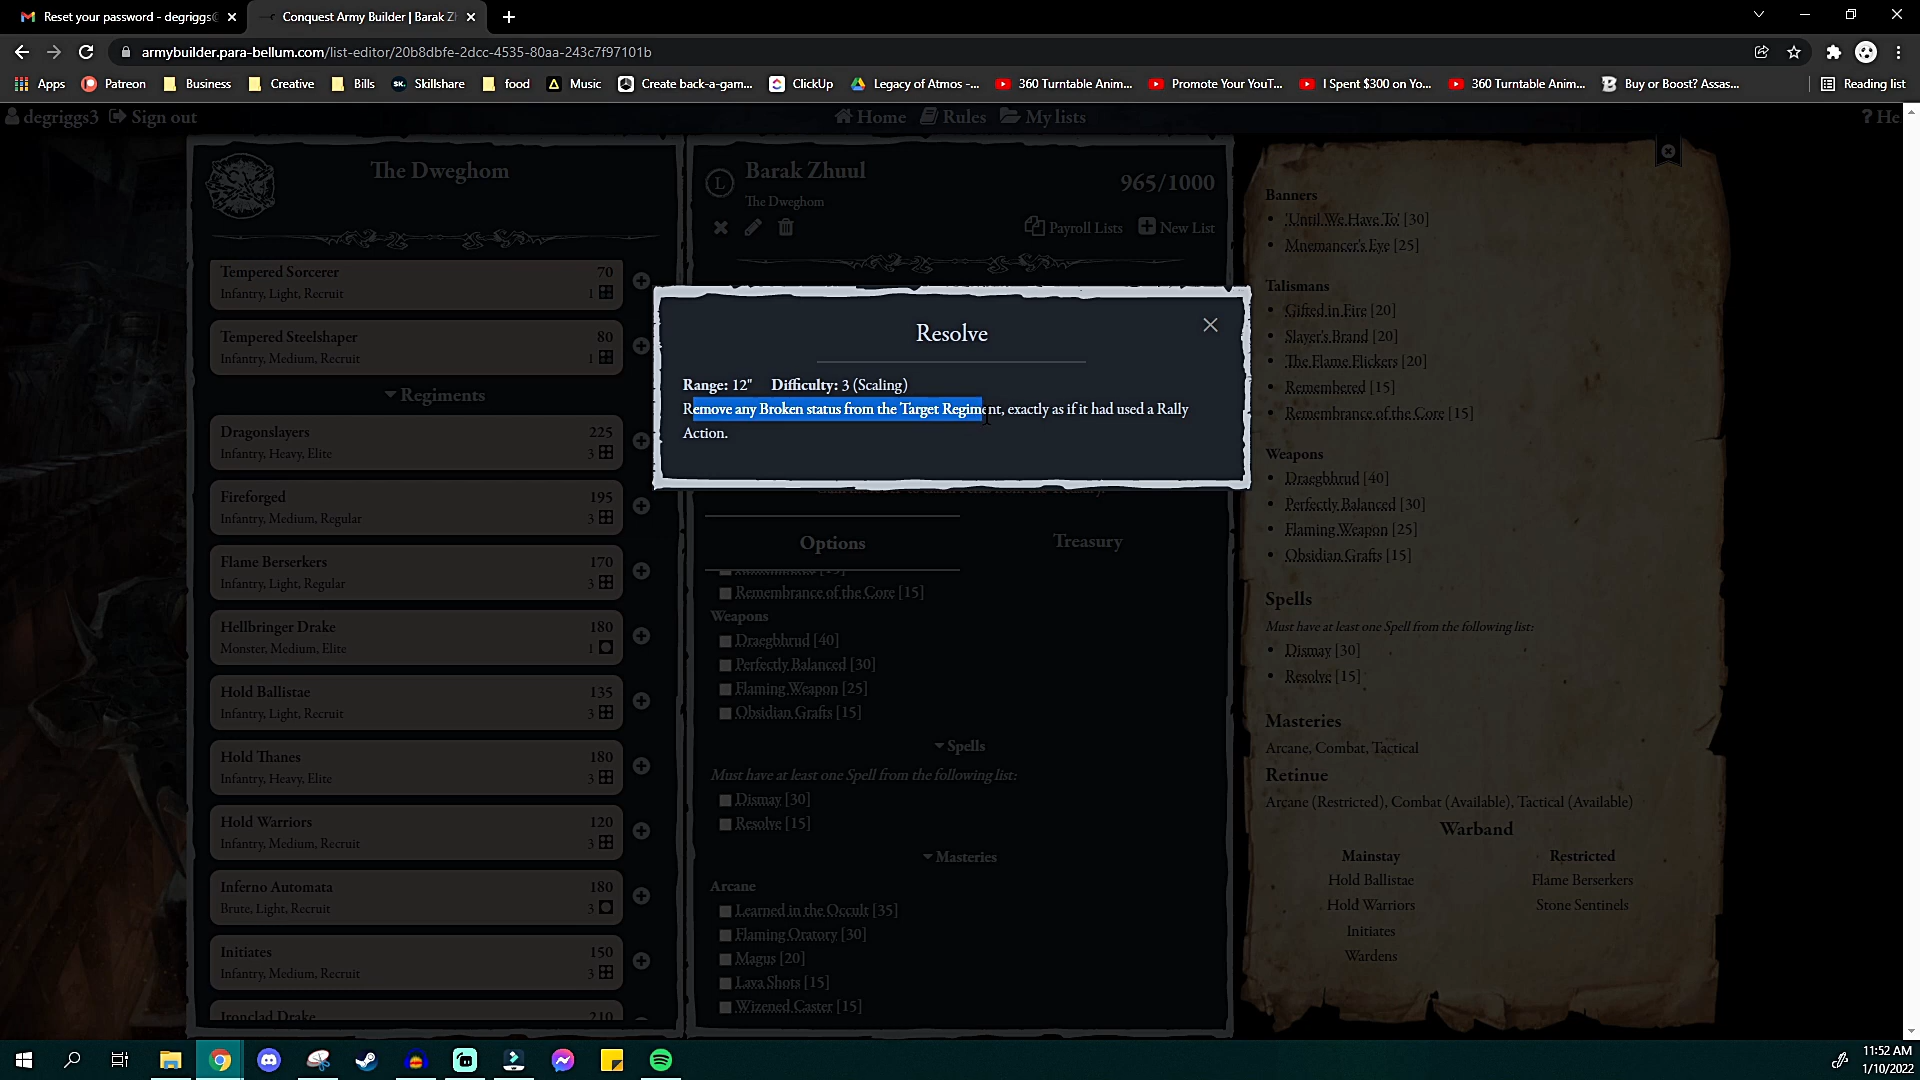 Reset your password - degriggs@
Conquest Army Builder | Barak Z
armybuilder.para-bellum.com/list-editor/20b8dbfe-2dcc-4535-80aa-243c7f97101b
Apps Patreon Business Creative Bills Skillshare food Music Create back-a-gam... ClickUp Legacy of Atmos -... 360 Turntable Anim... Promote Your YouT... I Spent $300 on Yo... 360 Turntable Anim... Buy or Boost? Assas... Reading list
degriggs3 Sign out Home Rules My lists ? He
The Dweghom
Tempered Sorcerer 70
Infantry, Light, Recruit 1
Tempered Steelshaper 80
Infantry, Medium, Recruit 1
Regiments
Dragonslayers 225
Infantry, Heavy, Elite 3
Fireforged 195
Infantry, Medium, Regular 3
Flame Berserkers 170
Infantry, Light, Regular 3
Hellbringer Drake 180
Monster, Medium, Elite 1
Hold Ballistae 135
Infantry, Light, Recruit 3
Hold Thanes 180
Infantry, Heavy, Elite 3
Hold Warriors 120
Infantry, Medium, Recruit 3
Inferno Automata 180
Brute, Light, Recruit 3
Initiates 150
Infantry, Medium, Recruit 3
Ironclad Drake 210
L Barak Zhuul 965/1000
The Dweghom
Payroll Lists New List
Resolve
Range: 12" Difficulty: 3 (Scaling)
Remove any Broken status from the Target Regiment, exactly as if it had used a Rally
Action.
Options Treasury
Remembrance of the Core [15]
Weapons
Draegbhrud [40]
Perfectly Balanced [30]
Flaming Weapon [25]
Obsidian Grafts [15]
Spells
Must have at least one Spell from the following list:
Dismay [30]
Resolve [15]
Masteries
Arcane
Learned in the Occult [35]
Flaming Oratory [30]
Magus [20]
Lava Shots [15]
Wizened Caster [15]
Banners
'Until We Have To' [30]
Mnemancer's Eye [25]
Talismans
Gifted in Fire [20]
Slayer's Brand [20]
The Flame Flickers [20]
Remembered [15]
Remembrance of the Core [15]
Weapons
Draegbhrud [40]
Perfectly Balanced [30]
Flaming Weapon [25]
Obsidian Grafts [15]
Spells
Must have at least one Spell from the following list:
Dismay [30]
Resolve [15]
Masteries
Arcane, Combat, Tactical
Retinue
Arcane (Restricted), Combat (Available), Tactical (Available)
Warband
Mainstay Restricted
Hold Ballistae Flame Berserkers
Hold Warriors Stone Sentinels
Initiates
Wardens
11:52 AM
1/10/2022